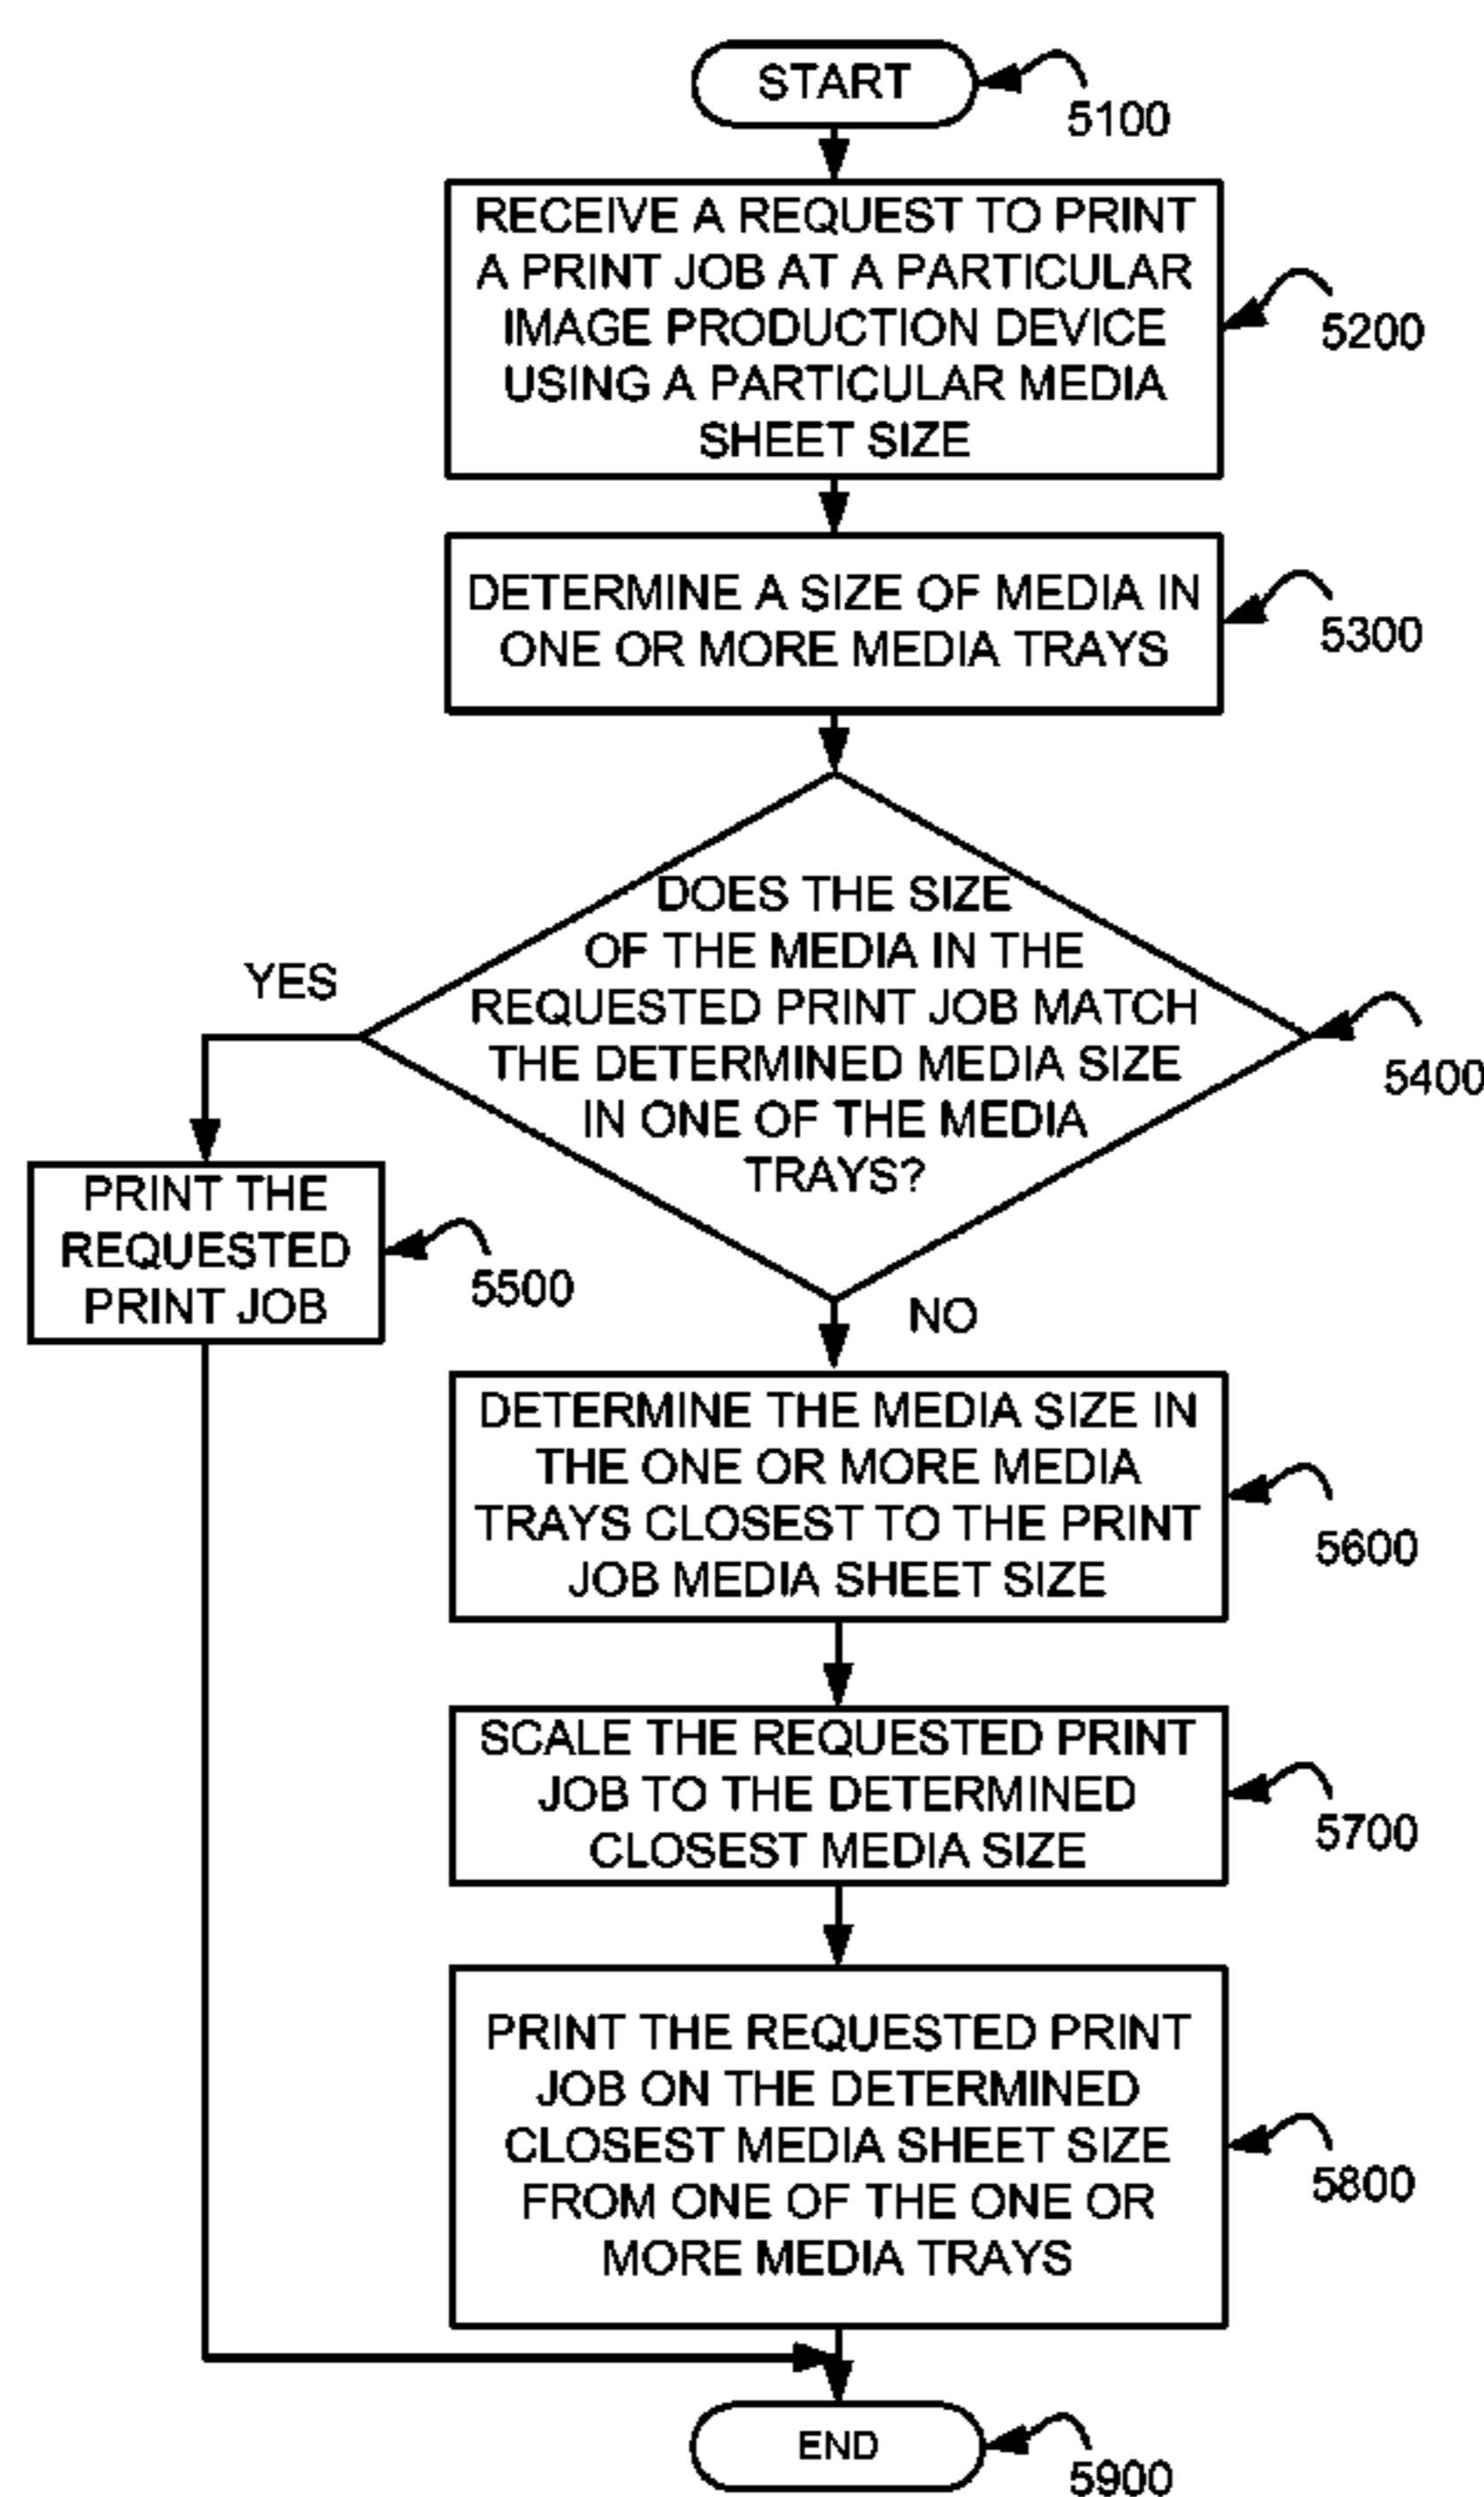 START
5100
RECEIVE A REQUEST TO PRINT
A PRINT JOB AT A PARTICULAR
IMAGE PRODUCTION DEVICE
USING A PARTICULAR MEDIA
SHEET SIZE
5200
DETERMINE A SIZE OF MEDIA IN
ONE OR MORE MEDIA TRAYS
5300
DOES THE SIZE
OF THE MEDIA IN THE
REQUESTED PRINT JOB MATCH
THE DETERMINED MEDIA SIZE
IN ONE OF THE MEDIA
TRAYS?
5400
YES
PRINT THE
REQUESTED
PRINT JOB
5500
NO
DETERMINE THE MEDIA SIZE IN
THE ONE OR MORE MEDIA
TRAYS CLOSEST TO THE PRINT
JOB MEDIA SHEET SIZE
5600
SCALE THE REQUESTED PRINT
JOB TO THE DETERMINED
CLOSEST MEDIA SIZE
5700
PRINT THE REQUESTED PRINT
JOB ON THE DETERMINED
CLOSEST MEDIA SHEET SIZE
FROM ONE OF THE ONE OR
MORE MEDIA TRAYS
5800
END
5900